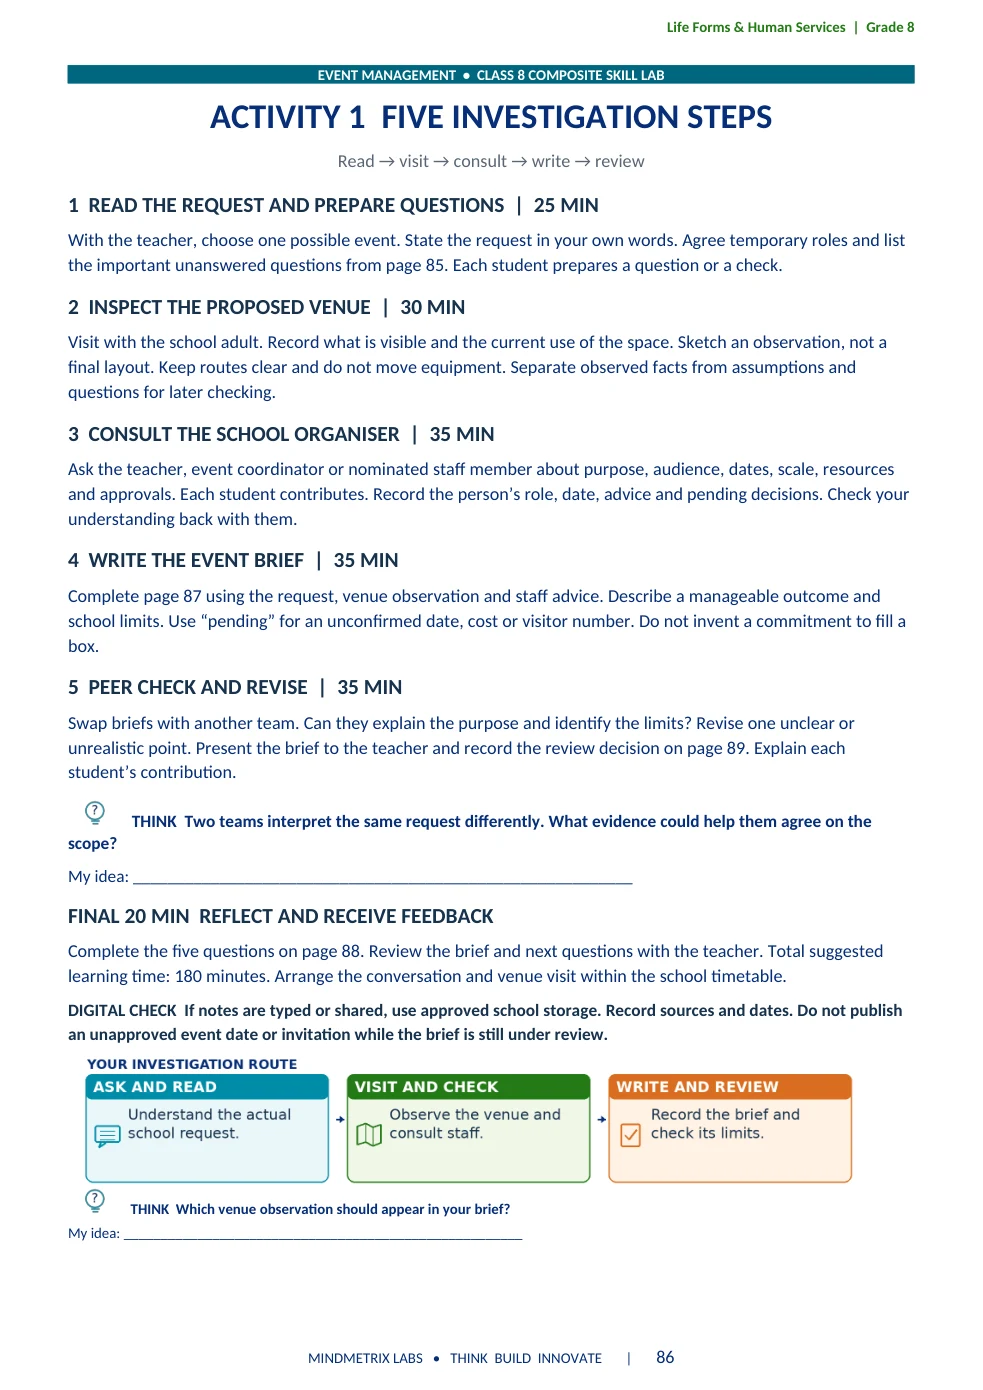 Life Forms & Human Services | Grade 8
EVENT MANAGEMENT ● CLASS 8 COMPOSITE SKILL LAB
ACTIVITY 1 FIVE INVESTIGATION STEPS
Read → visit → consult → write → review
1 READ THE REQUEST AND PREPARE QUESTIONS | 25 MIN
With the teacher, choose one possible event. State the request in your own words. Agree temporary roles and list
the important unanswered questions from page 85. Each student prepares a question or a check.
2 INSPECT THE PROPOSED VENUE | 30 MIN
Visit with the school adult. Record what is visible and the current use of the space. Sketch an observation, not a
final layout. Keep routes clear and do not move equipment. Separate observed facts from assumptions and
questions for later checking.
3 CONSULT THE SCHOOL ORGANISER | 35 MIN
Ask the teacher, event coordinator or nominated staff member about purpose, audience, dates, scale, resources
and approvals. Each student contributes. Record the person’s role, date, advice and pending decisions. Check your
understanding back with them.
4 WRITE THE EVENT BRIEF | 35 MIN
Complete page 87 using the request, venue observation and staff advice. Describe a manageable outcome and
school limits. Use “pending” for an unconfirmed date, cost or visitor number. Do not invent a commitment to fill a
box.
5 PEER CHECK AND REVISE | 35 MIN
Swap briefs with another team. Can they explain the purpose and identify the limits? Revise one unclear or
unrealistic point. Present the brief to the teacher and record the review decision on page 89. Explain each
student’s contribution.
? THINK Two teams interpret the same request differently. What evidence could help them agree on the
scope?
My idea: ____________________________________________________________
FINAL 20 MIN REFLECT AND RECEIVE FEEDBACK
Complete the five questions on page 88. Review the brief and next questions with the teacher. Total suggested
learning time: 180 minutes. Arrange the conversation and venue visit within the school timetable.
DIGITAL CHECK If notes are typed or shared, use approved school storage. Record sources and dates. Do not publish
an unapproved event date or invitation while the brief is still under review.
YOUR INVESTIGATION ROUTE
ASK AND READ
Understand the actual
school request.
VISIT AND CHECK
Observe the venue and
consult staff.
WRITE AND REVIEW
Record the brief and
check its limits.
? THINK Which venue observation should appear in your brief?
My idea: ____________________________________________________________
MINDMETRIX LABS ● THINK BUILD INNOVATE | 86